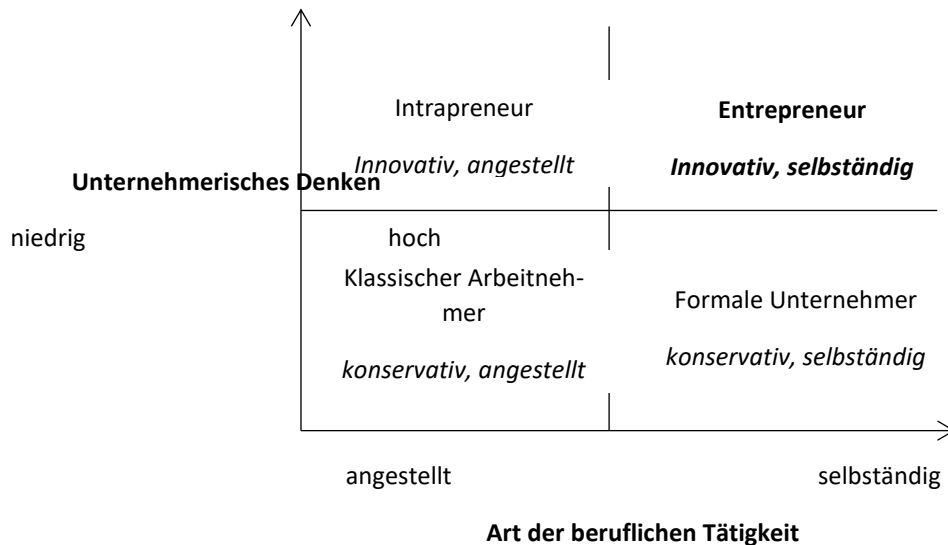 Intrapreneur
Entrepreneur
Innovativ, angestellt
Innovativ, selbständig
Unternehmerisches Denken
niedrig
hoch
Klassischer Arbeitneh-
mer
Formale Unternehmer
konservativ, angestellt
konservativ, selbständig
angestellt
selbständig
Art der beruflichen Tätigkeit